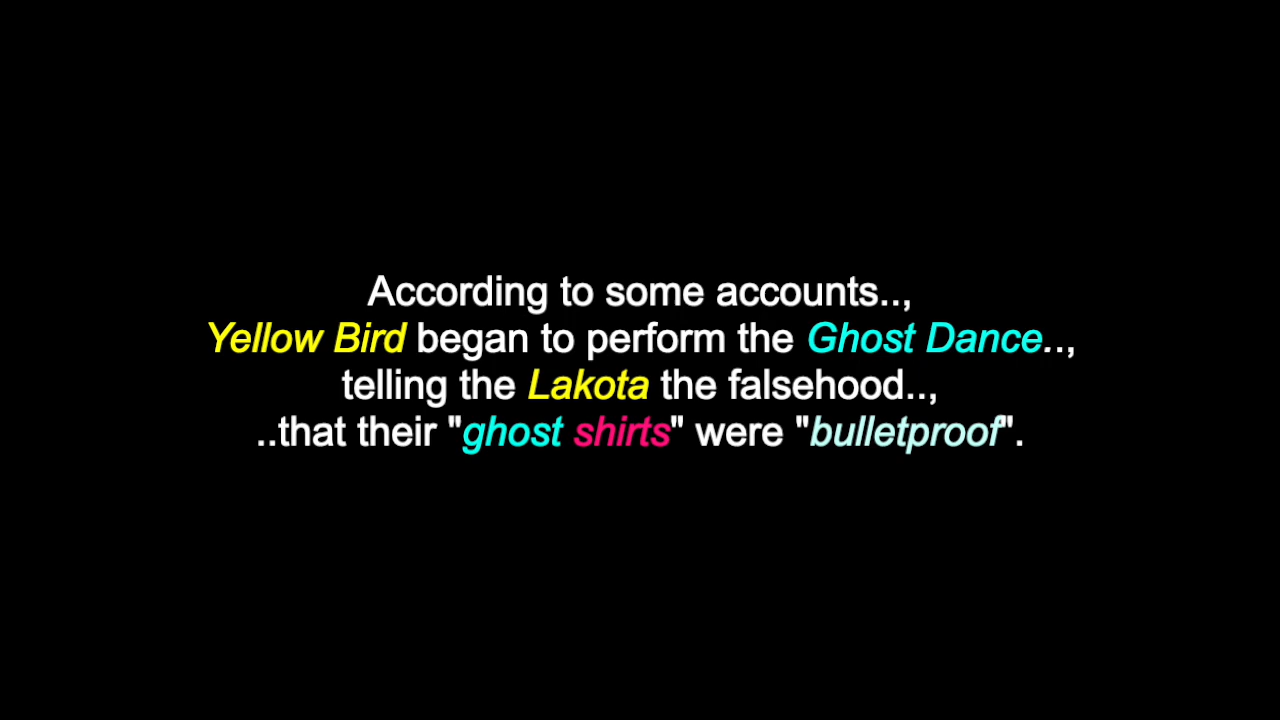 According to some accounts..,
Yellow Bird began to perform the Ghost Dance..,
telling the Lakota the falsehood..,
..that their "ghost shirts" were "bulletproof".